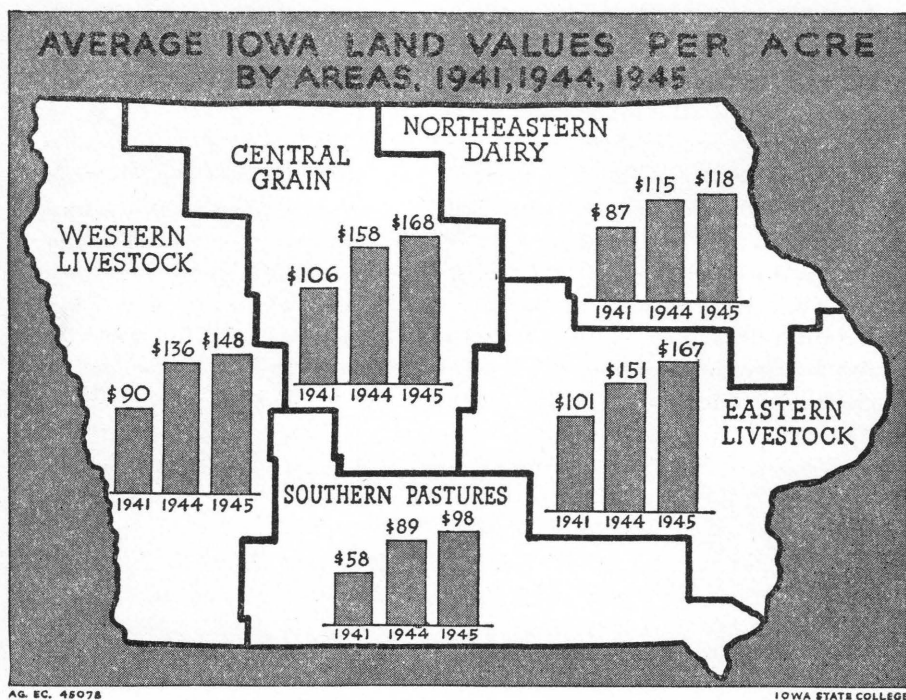 AVERAGE IOWA LAND VALUES PER ACRE
BY AREAS, 1941, 1944, 1945
NORTHEASTERN
DAIRY
$87 $115 $118
1941 1944 1945
CENTRAL
GRAIN
$106 $158 $168
1941 1944 1945
WESTERN
LIVESTOCK
$90 $136 $148
1941 1944 1945
EASTERN
LIVESTOCK
$101 $151 $167
1941 1944 1945
SOUTHERN PASTURES
$58 $89 $98
1941 1944 1945
AG. EC. 45078
IOWA STATE COLLEGE